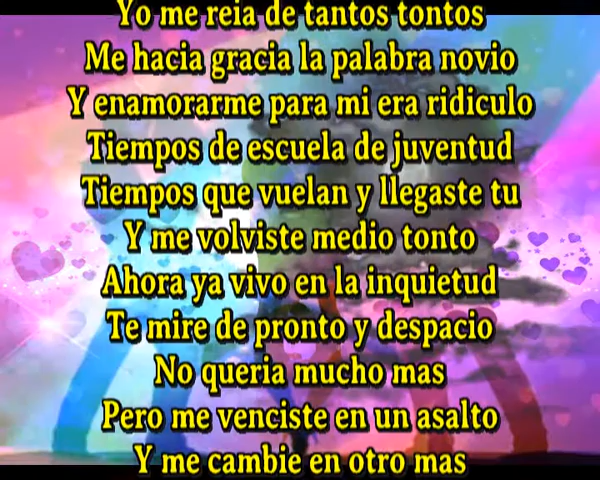 Yo me reia de tantos tontos
Me hacia gracia la palabra novio
Y enamorarme para mi era ridiculo
Tiempos de escuela de juventud
Tiempos que vuelan y llegaste tu
Y me volviste medio tonto
Ahora ya vivo en la inquietud
Te mire de pronto y despacio
No queria mucho mas
Pero me venciste en un asalto
Y me cambie en otro mas